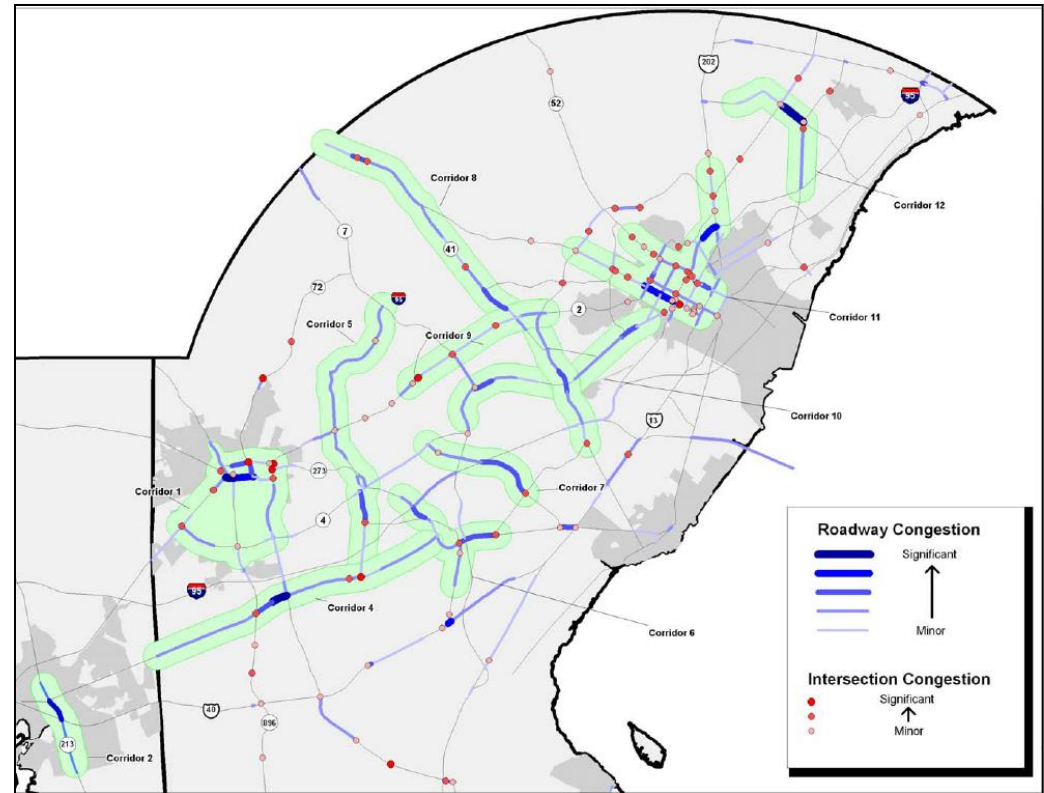 202
95
52
Corridor 8
Corridor 12
7
41
72
95
2
Corridor 5
Corridor 9
Corridor 11
Corridor 10
13
273
Corridor 1
Corridor 7
4
95
Corridor 4
Corridor 6
40
896
213
Corridor 2
Roadway Congestion
Significant
Minor
Intersection Congestion
Significant
Minor